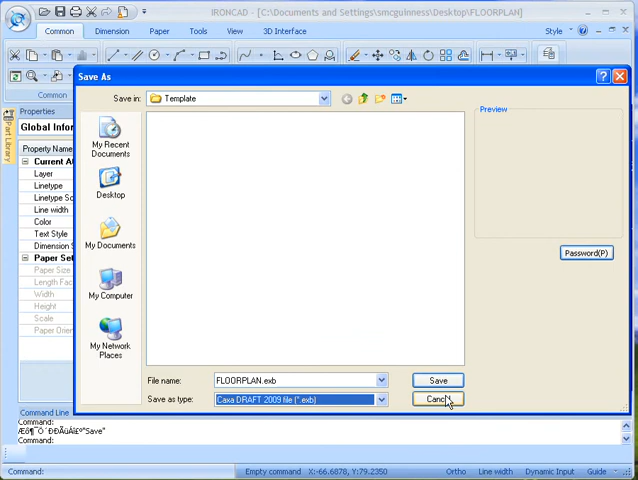 IRONCAD - [C:\Documents and Settings\smcguinness\Desktop\FLOORPLAN]
Common Dimension Paper Tools View 3D Interface Style Help
Common
Save As
Save in: Template
Properties
Global Infor
Property Name
Current At
Layer
Linetype
Linetype Sc
Line width
Color
Text Style
Dimension S
Paper Set
Paper Size
Length Fac
Width
Height
Scale
Paper Orien
Part Library
My Recent
Documents
Desktop
My Documents
My Computer
My Network
Places
Preview
Password(P)
File name: FLOORPLAN.exb Save
Save as type: Caxa DRAFT 2009 file (*.exb) Cancel
Command Line
Command:
Command:
Command: Empty command X:-66.6878, Y:79.2350 Ortho Line width Dynamic Input Guide